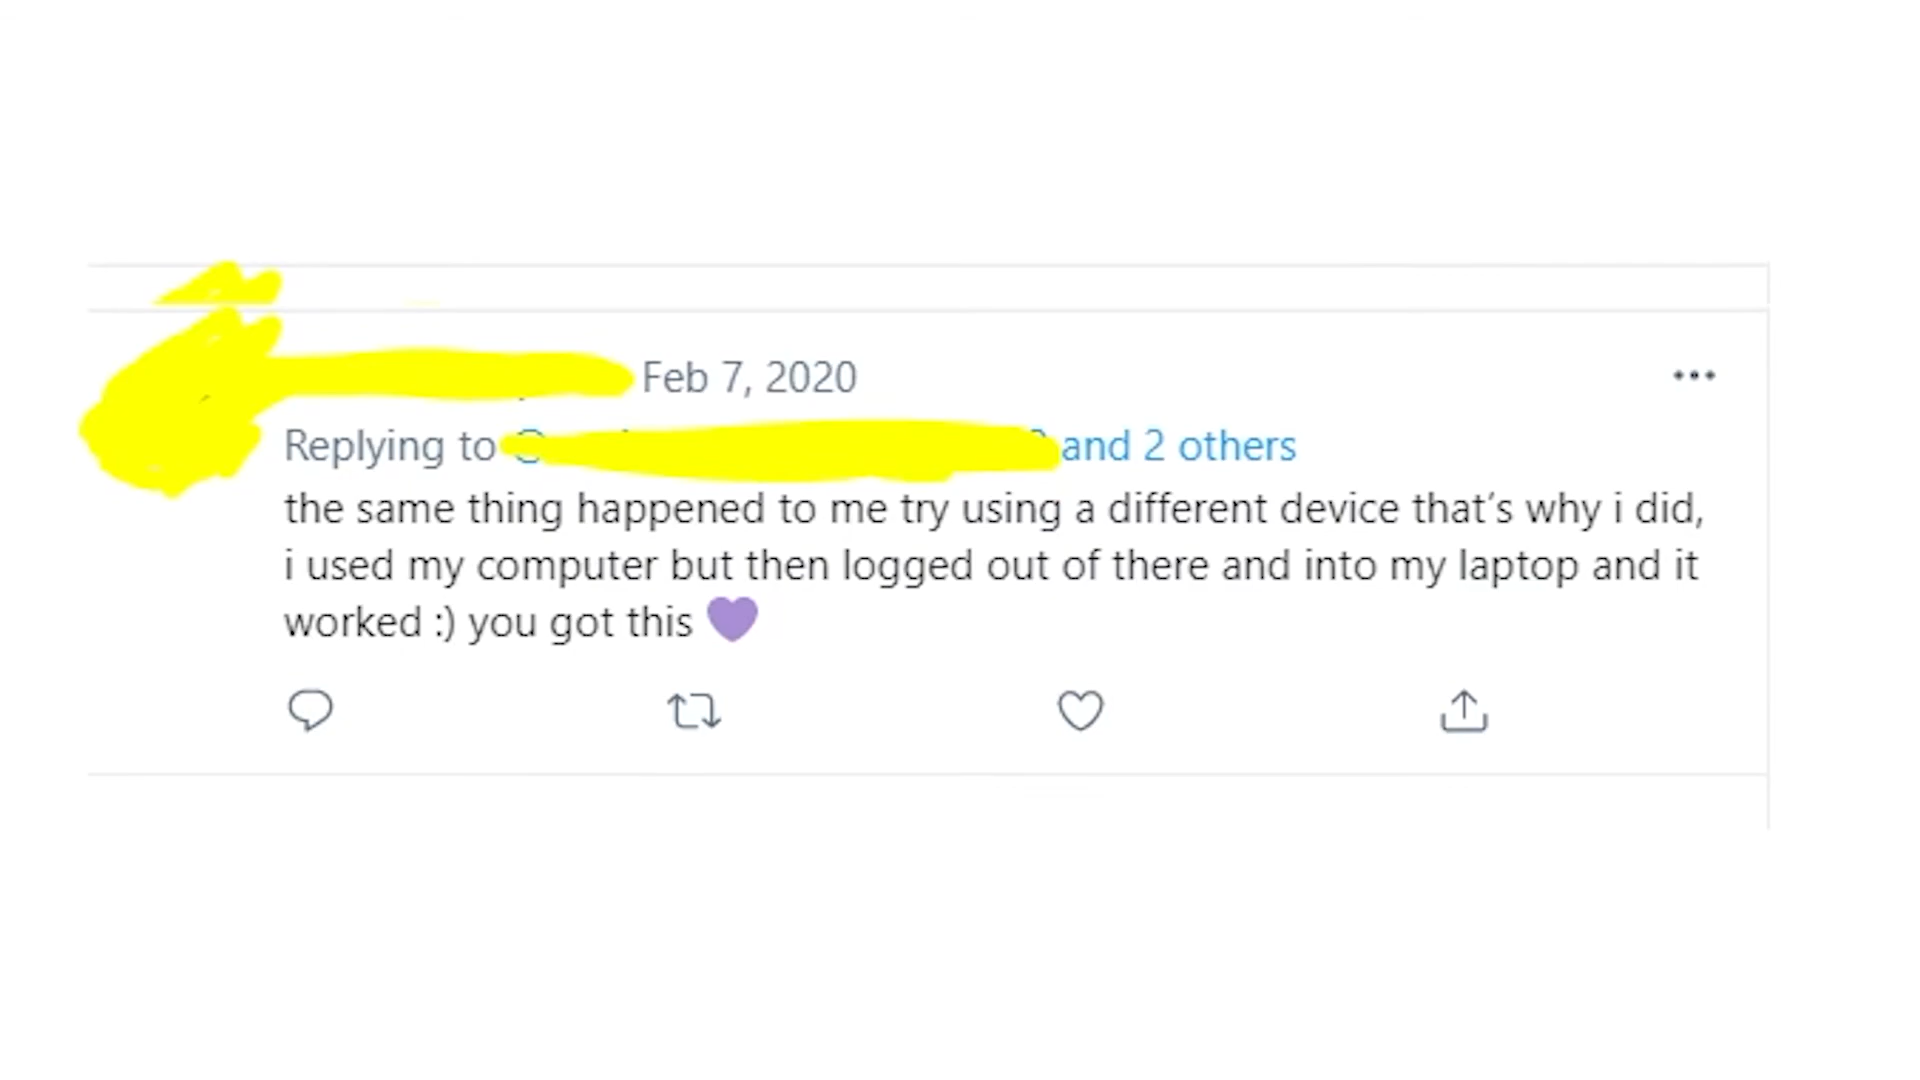 Feb 7, 2020
Replying to and 2 others
the same thing happened to me try using a different device that's why i did,
i used my computer but then logged out of there and into my laptop and it
worked :) you got this 💜